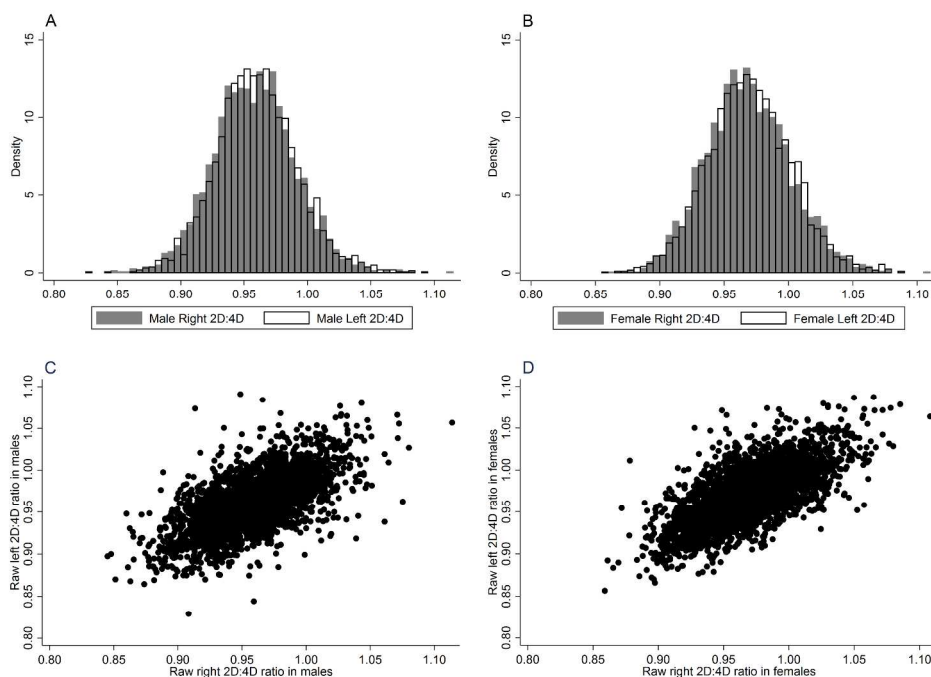 A
15
10
5
0
Density
0.80 0.85 0.90 0.95 1.00 1.05 1.10
Male Right 2D:4D Male Left 2D:4D
B
15
10
5
0
Density
0.80 0.85 0.90 0.95 1.00 1.05 1.10
Female Right 2D:4D Female Left 2D:4D
C
1.10
1.05
1.00
0.95
0.90
0.85
0.80
Raw left 2D:4D ratio in males
0.80 0.85 0.90 0.95 1.00 1.05 1.10
Raw right 2D:4D ratio in males
D
1.10
1.05
1.00
0.95
0.90
0.85
0.80
Raw left 2D:4D ratio in females
0.80 0.85 0.90 0.95 1.00 1.05 1.10
Raw right 2D:4D ratio in females